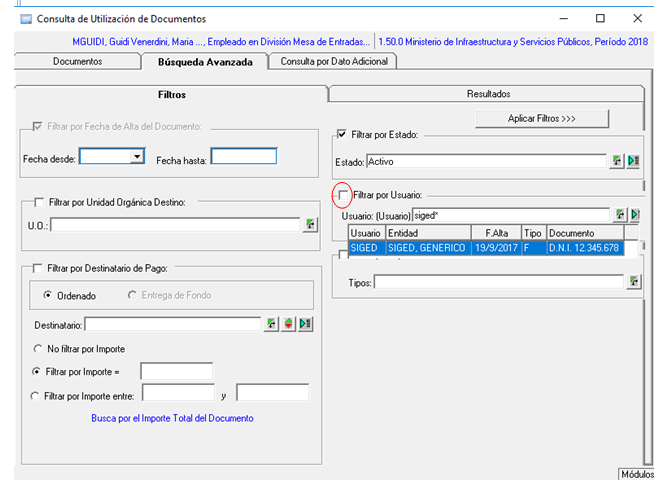 Consulta de Utilización de Documentos
MGUIDI, Guidi Venerdini, Maria ..., Empleado en División Mesa de Entradas... 1.50.0 Ministerio de Infraestructura y Servicios Públicos, Período 2018
Documentos Búsqueda Avanzada Consulta por Dato Adicional
Filtros Resultados
Aplicar Filtros >>>
Filtrar por Fecha de Alta del Documento:
Fecha desde: Fecha hasta:
Filtrar por Estado:
Estado: Activo
Filtrar por Unidad Orgánica Destino:
U.O.:
Filtrar por Usuario:
Usuario: (Usuario) siged*
Usuario Entidad F.Alta Tipo Documento
SIGED SIGED, GENERICO 19/9/2017 F D.N.I. 12.345.678
Tipos:
Filtrar por Destinatario de Pago:
Ordenado Entrega de Fondo
Destinatario:
No filtrar por Importe
Filtrar por Importe =
Filtrar por Importe entre: y
Busca por el Importe Total del Documento
Módulos